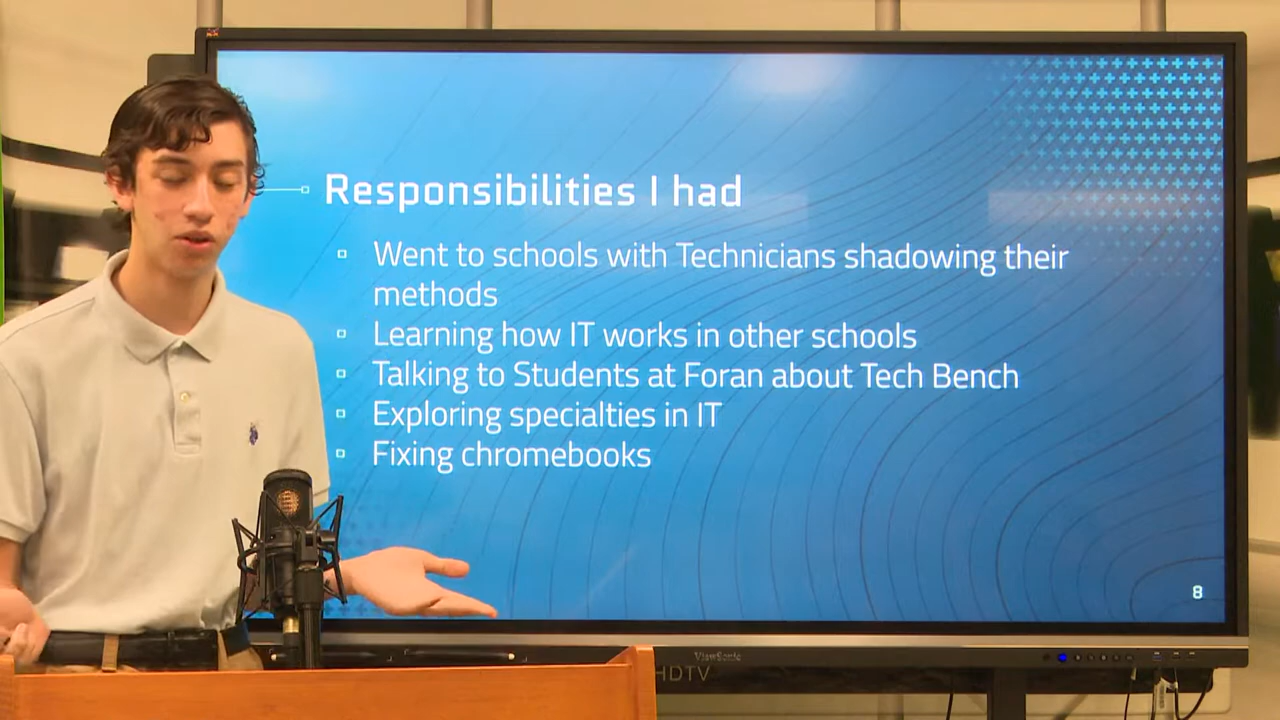 Responsibilities I had
Went to schools with Technicians shadowing their
methods
Learning how IT works in other schools
Talking to Students at Foran about Tech Bench
Exploring specialties in IT
Fixing chromebooks
8
ViewSonic
HDTV